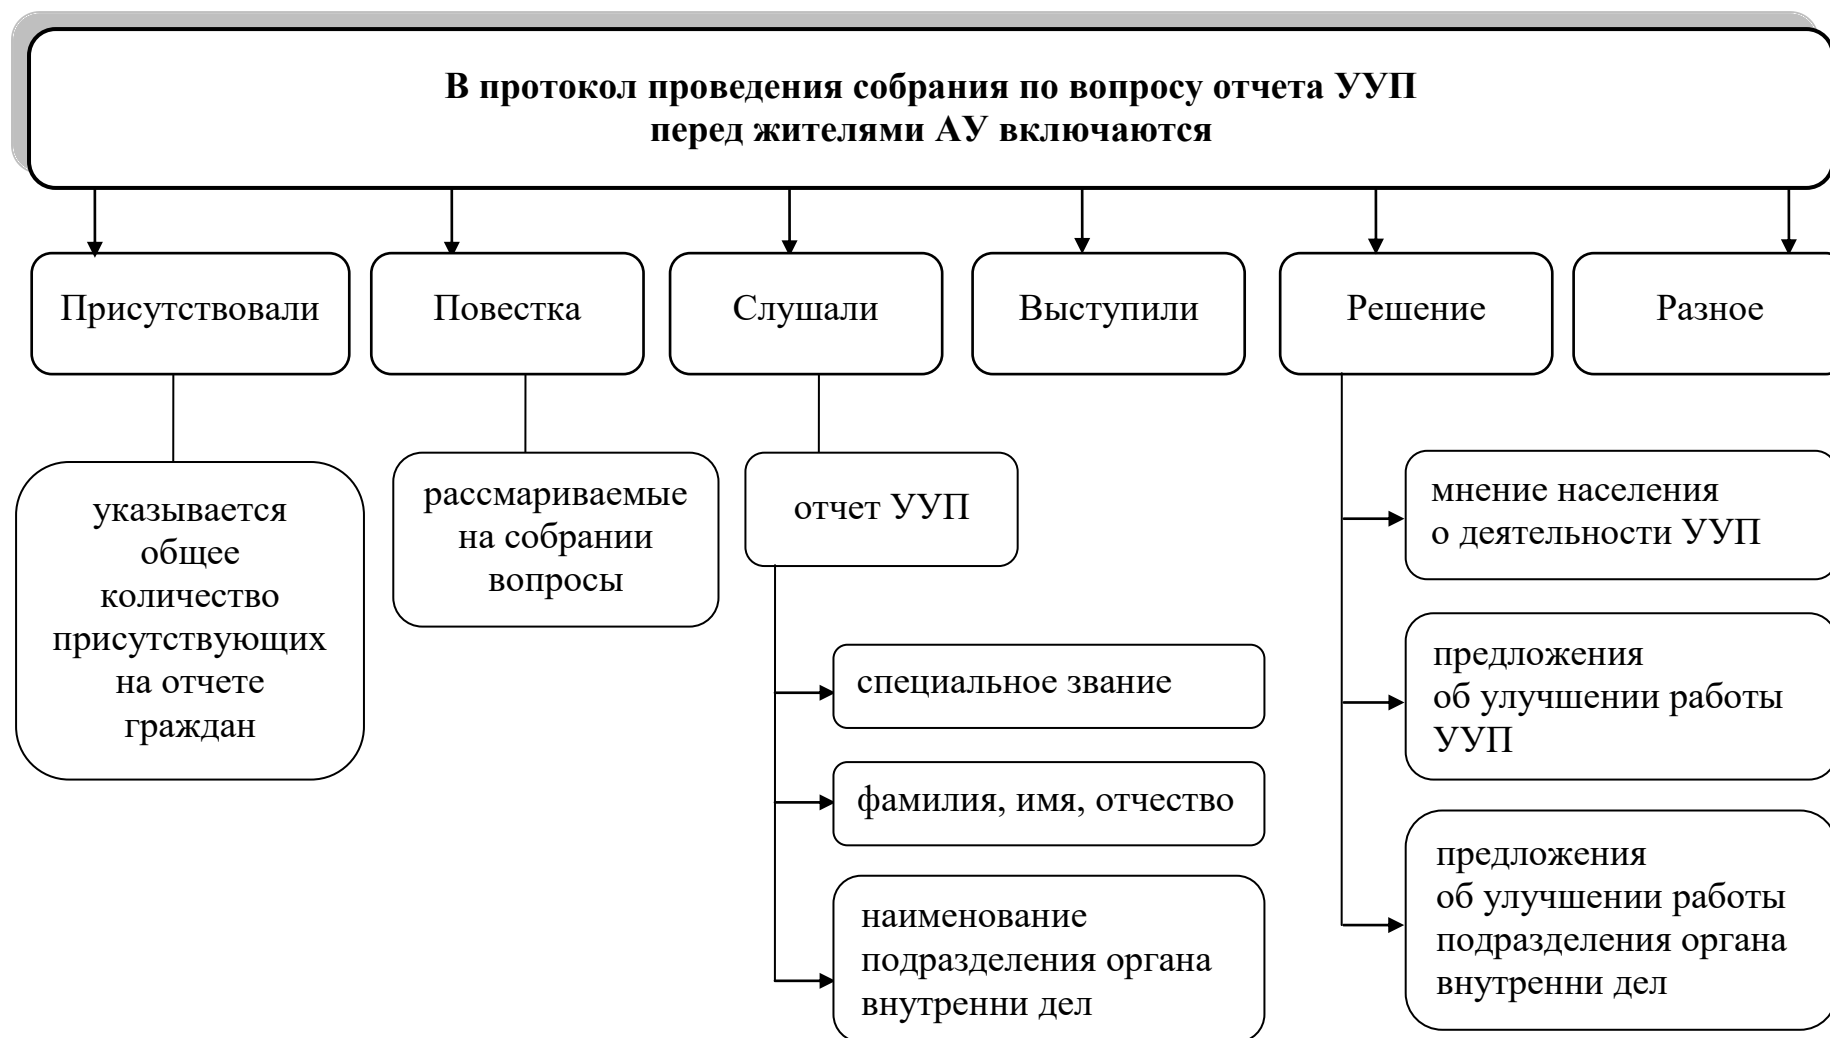 В протокол проведения собрания по вопросу отчета УУП
перед жителями АУ включаются
Присутствовали
Повестка
Слушали
Выступили
Решение
Разное
указывается
общее
количество
присутствующих
на отчете
граждан
рассмариваемые
на собрании
вопросы
отчет УУП
специальное звание
фамилия, имя, отчество
наименование
подразделения органа
внутренни дел
мнение населения
о деятельности УУП
предложения
об улучшении работы
УУП
предложения
об улучшении работы
подразделения органа
внутренни дел